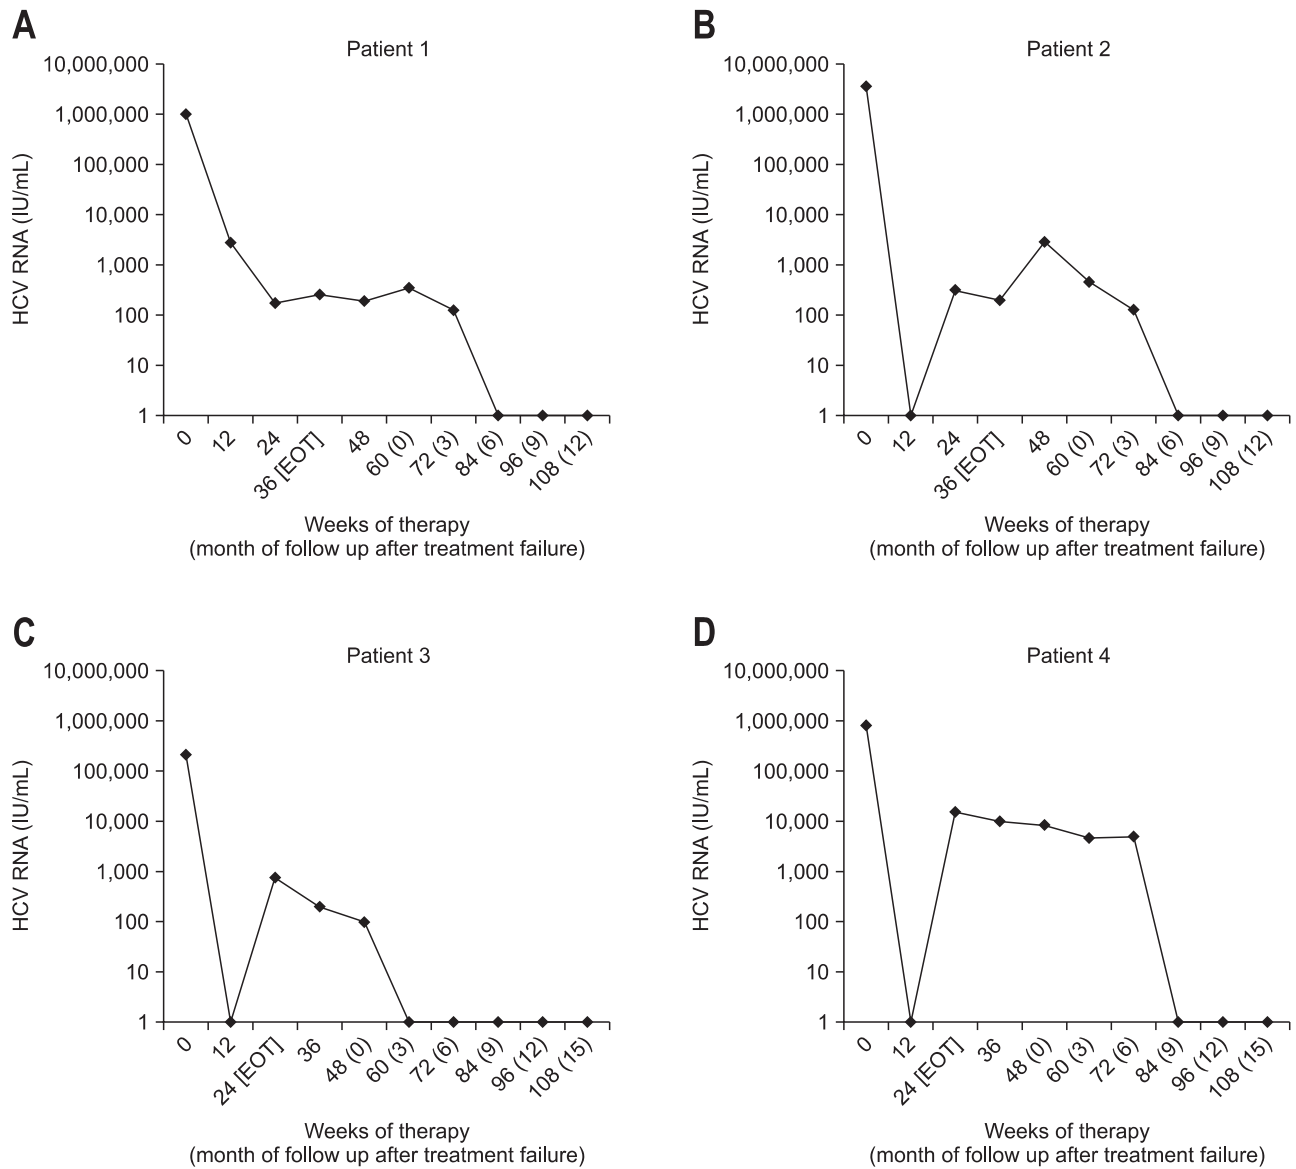 A
Patient 1
10,000,000
1,000,000
100,000
10,000
1,000
100
10
1
HCV RNA (IU/mL)
0
12
24
36 [EOT]
48
60 (0)
72 (3)
84 (6)
96 (9)
108 (12)
Weeks of therapy
(month of follow up after treatment failure)
B
Patient 2
10,000,000
1,000,000
100,000
10,000
1,000
100
10
1
HCV RNA (IU/mL)
0
12
24
36 [EOT]
48
60 (0)
72 (3)
84 (6)
96 (9)
108 (12)
Weeks of therapy
(month of follow up after treatment failure)
C
Patient 3
10,000,000
1,000,000
100,000
10,000
1,000
100
10
1
HCV RNA (IU/mL)
0
12
24 [EOT]
36
48 (0)
60 (3)
72 (6)
84 (9)
96 (12)
108 (15)
Weeks of therapy
(month of follow up after treatment failure)
D
Patient 4
10,000,000
1,000,000
100,000
10,000
1,000
100
10
1
HCV RNA (IU/mL)
0
12
24 [EOT]
36
48 (0)
60 (3)
72 (6)
84 (9)
96 (12)
108 (15)
Weeks of therapy
(month of follow up after treatment failure)